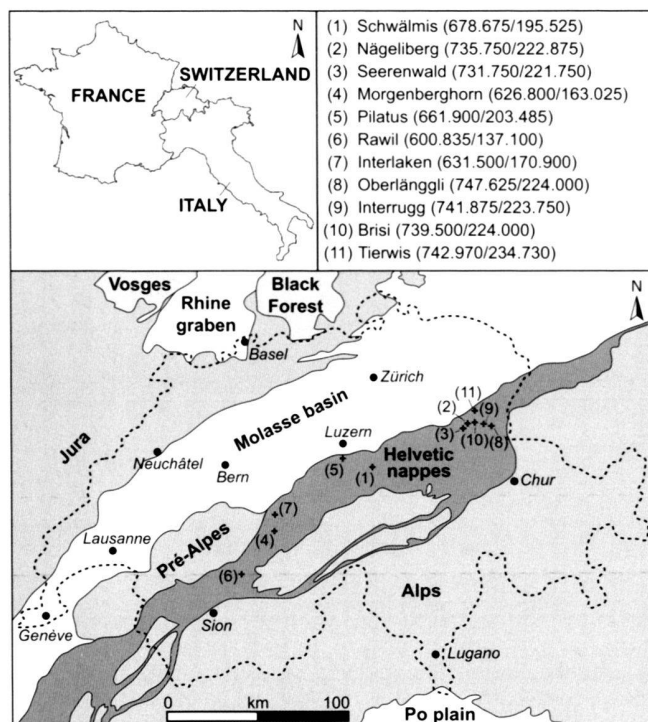 N
SWITZERLAND
FRANCE
ITALY
(1) Schwälmis (678.675/195.525)
(2) Nägeliberg (735.750/222.875)
(3) Seerenwald (731.750/221.750)
(4) Morgenberghorn (626.800/163.025)
(5) Pilatus (661.900/203.485)
(6) Rawil (600.835/137.100)
(7) Interlaken (631.500/170.900)
(8) Oberlänggli (747.625/224.000)
(9) Interrugg (741.875/223.750)
(10) Brisi (739.500/224.000)
(11) Tierwis (742.970/234.730)
Vosges
Black
Forest
Rhine
graben
N
Basel
Zürich
(11)
(2)
(9)
(3)
(10)
(8)
Molasse basin
Jura
Luzern
Helvetic
nappes
Neuchâtel
Bern
(5)
(1)
Chur
(7)
(4)
Lausanne
Pré-Alpes
(6)
Alps
Genéve
Sion
Lugano
0
km
100
Po plain